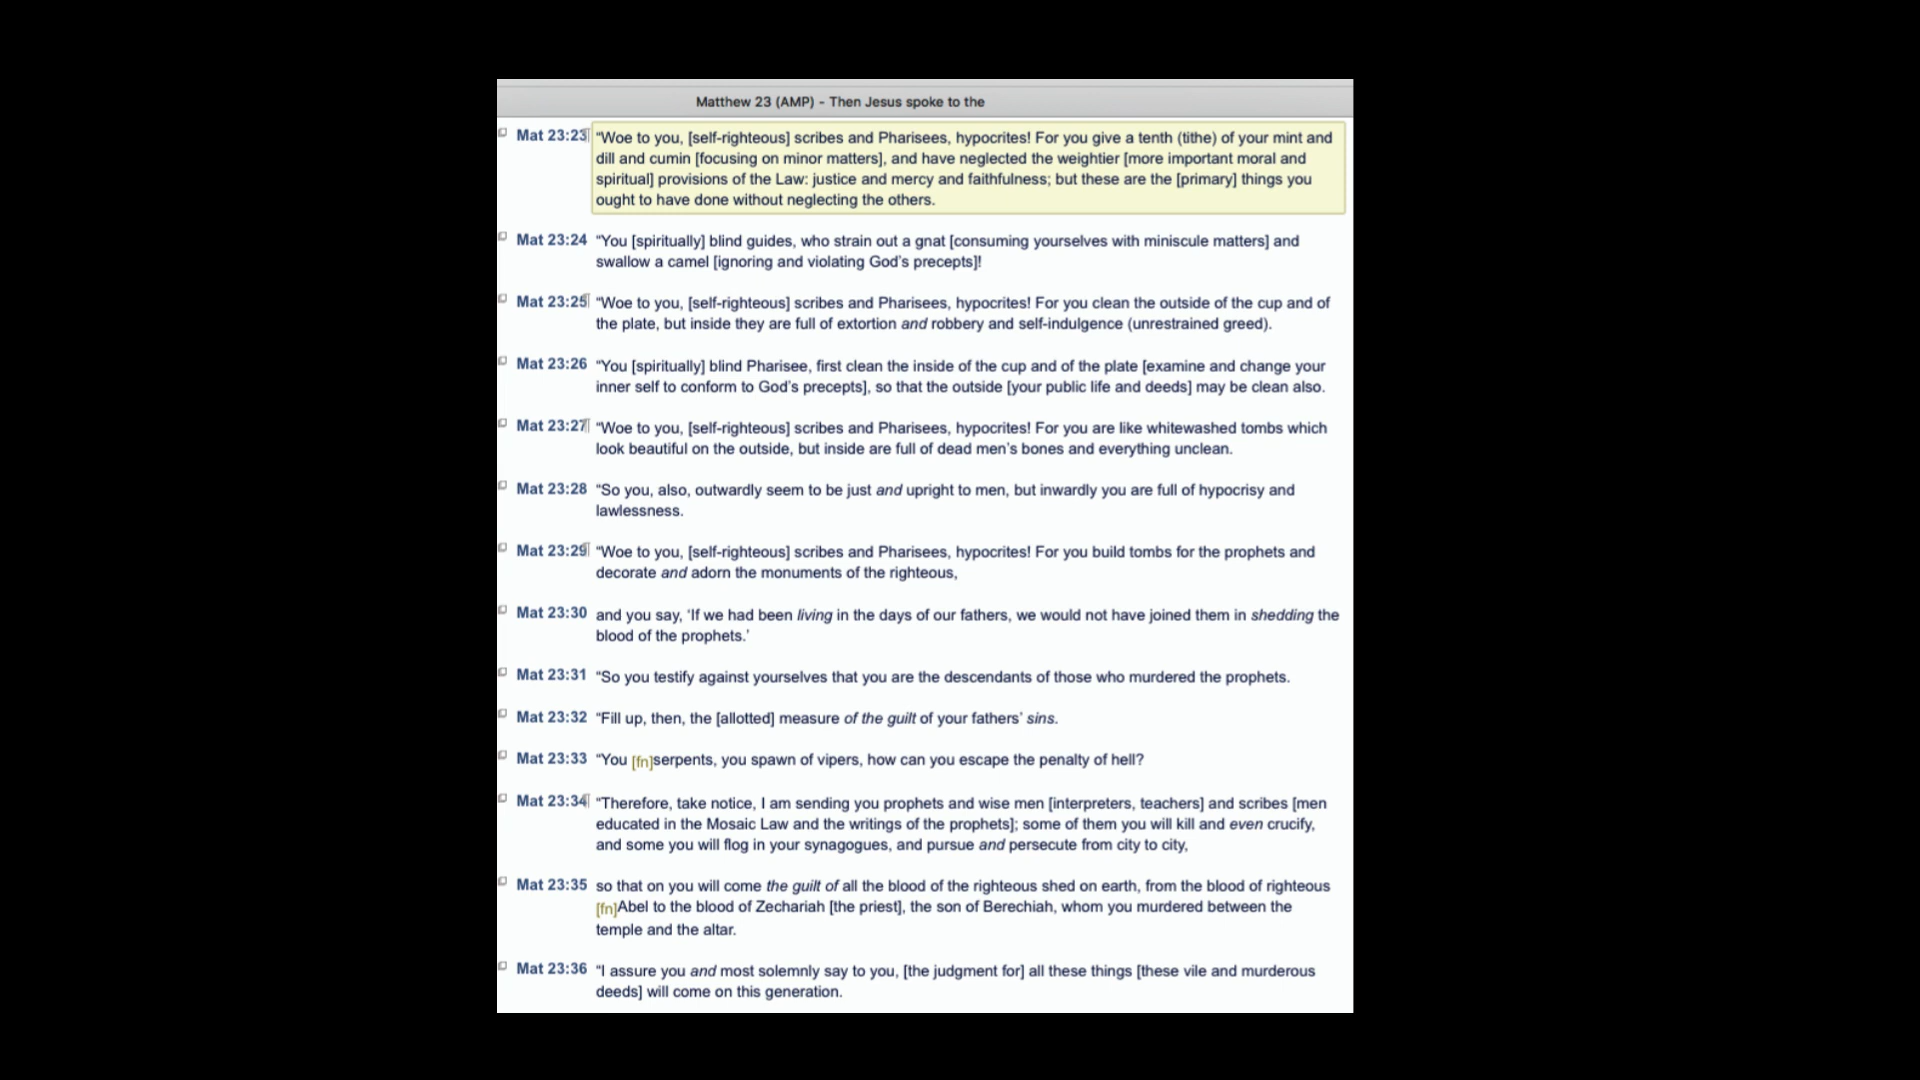 Matthew 23 (AMP) - Then Jesus spoke to the
Mat 23:23¶ “Woe to you, [self-righteous] scribes and Pharisees, hypocrites! For you give a tenth (tithe) of your mint and
dill and cumin [focusing on minor matters], and have neglected the weightier [more important moral and
spiritual] provisions of the Law: justice and mercy and faithfulness; but these are the [primary] things you
ought to have done without neglecting the others.
Mat 23:24 “You [spiritually] blind guides, who strain out a gnat [consuming yourselves with miniscule matters] and
swallow a camel [ignoring and violating God’s precepts]!
Mat 23:25¶ “Woe to you, [self-righteous] scribes and Pharisees, hypocrites! For you clean the outside of the cup and of
the plate, but inside they are full of extortion and robbery and self-indulgence (unrestrained greed).
Mat 23:26 “You [spiritually] blind Pharisee, first clean the inside of the cup and of the plate [examine and change your
inner self to conform to God’s precepts], so that the outside [your public life and deeds] may be clean also.
Mat 23:27¶ “Woe to you, [self-righteous] scribes and Pharisees, hypocrites! For you are like whitewashed tombs which
look beautiful on the outside, but inside are full of dead men’s bones and everything unclean.
Mat 23:28 “So you, also, outwardly seem to be just and upright to men, but inwardly you are full of hypocrisy and
lawlessness.
Mat 23:29¶ “Woe to you, [self-righteous] scribes and Pharisees, hypocrites! For you build tombs for the prophets and
decorate and adorn the monuments of the righteous,
Mat 23:30 and you say, ‘If we had been living in the days of our fathers, we would not have joined them in shedding the
blood of the prophets.’
Mat 23:31 “So you testify against yourselves that you are the descendants of those who murdered the prophets.
Mat 23:32 “Fill up, then, the [allotted] measure of the guilt of your fathers’ sins.
Mat 23:33 “You [fn]serpents, you spawn of vipers, how can you escape the penalty of hell?
Mat 23:34¶ “Therefore, take notice, I am sending you prophets and wise men [interpreters, teachers] and scribes [men
educated in the Mosaic Law and the writings of the prophets]; some of them you will kill and even crucify,
and some you will flog in your synagogues, and pursue and persecute from city to city,
Mat 23:35 so that on you will come the guilt of all the blood of the righteous shed on earth, from the blood of righteous
[fn]Abel to the blood of Zechariah [the priest], the son of Berechiah, whom you murdered between the
temple and the altar.
Mat 23:36 “I assure you and most solemnly say to you, [the judgment for] all these things [these vile and murderous
deeds] will come on this generation.